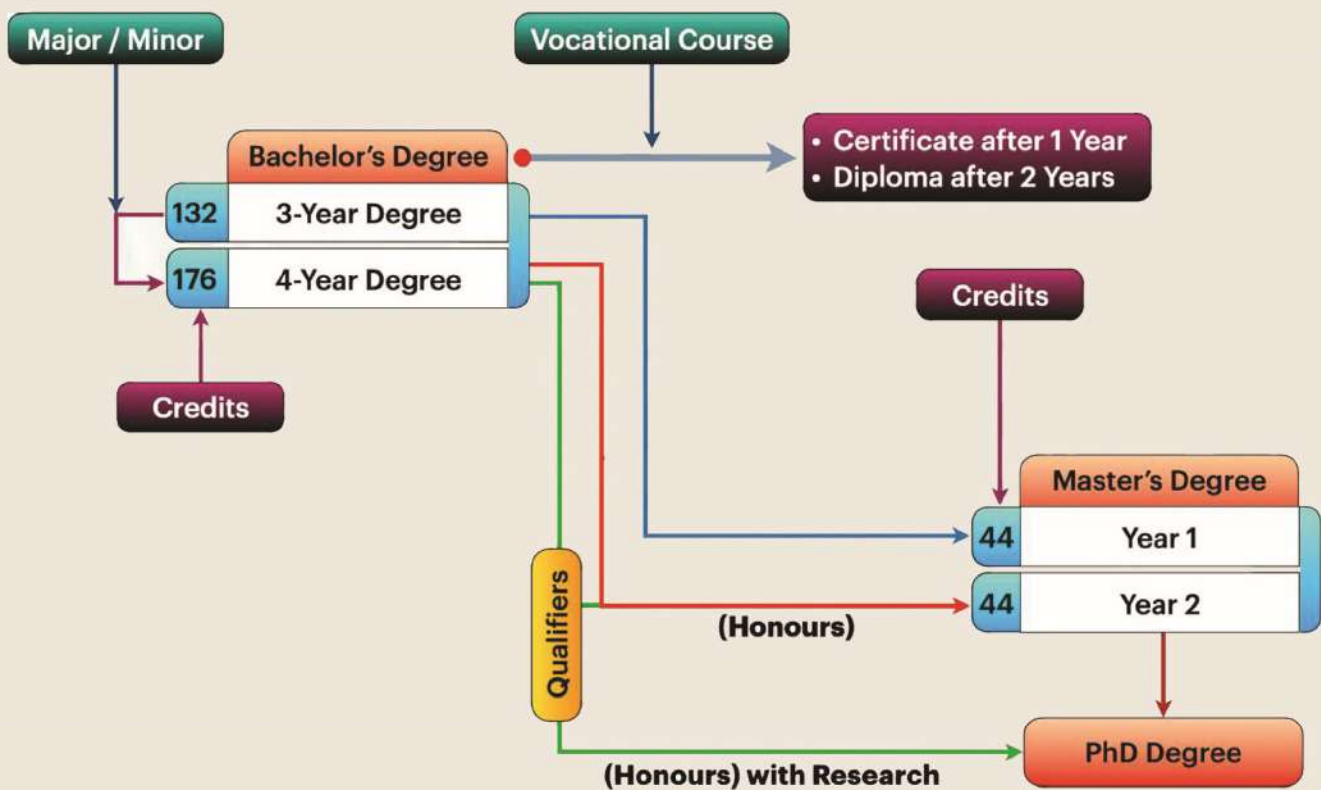 Major / Minor
Vocational Course
Bachelor's Degree
• Certificate after 1 Year
• Diploma after 2 Years
132
3-Year Degree
176
4-Year Degree
Credits
Credits
Master's Degree
44
Year 1
44
Year 2
Qualifiers
(Honours)
PhD Degree
(Honours) with Research